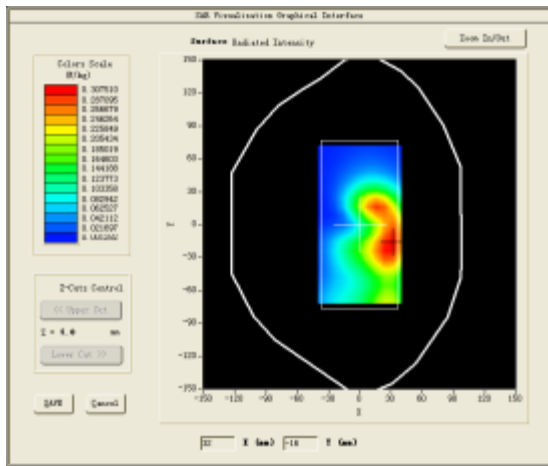 SAR Visualisation Graphical Interface
Surface Radiated Intensity
Zoom In/Out
Colors Scale
(W/kg)
0.307510
0.287095
0.266679
0.246264
0.225849
0.205434
0.185019
0.164603
0.144188
0.123773
0.103358
0.082942
0.062527
0.042112
0.021697
Z-Cuts Control
<< Upper Cut
Z = 4.0 mm
Lower Cut >>
SAVE
Cancel
150
120
90
60
30
0
-30
-60
-90
-120
-150
Y
-150 -120 -90 -60 -30 0 30 60 90 120 150
X
32 X (mm) -18 Y (mm)